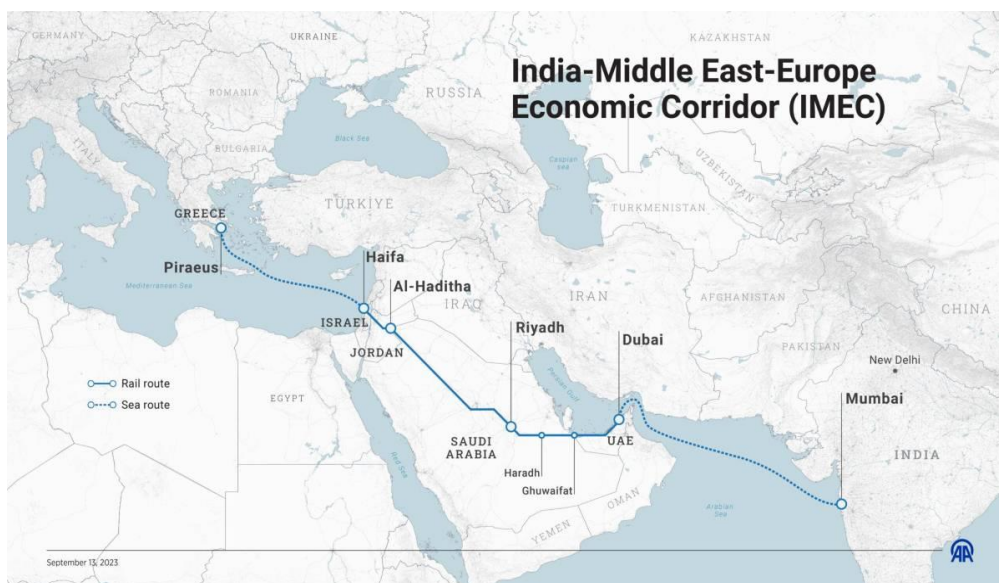 GERMANY
UKRAINE
KAZAKHSTAN
India-Middle East-Europe
Economic Corridor (IMEC)
ROMANIA
RUSSIA
ITALY
Black Sea
BULGARIA
Caspian
sea
UZBEKISTAN
TÜRKİYE
TURKMENISTAN
GREECE
Piraeus
Mediterranean Sea
Haifa
Al-Haditha
IRAQ
IRAN
AFGHANISTAN
CHINA
ISRAEL
JORDAN
Riyadh
Dubai
PAKISTAN
New Delhi
Persian Gulf
Mumbai
Rail route
Sea route
EGYPT
SAUDI
ARABIA
UAE
INDIA
Haradh
Ghuwaifat
Red Sea
OMAN
YEMEN
Arabian
Sea
September 13, 2023
AA